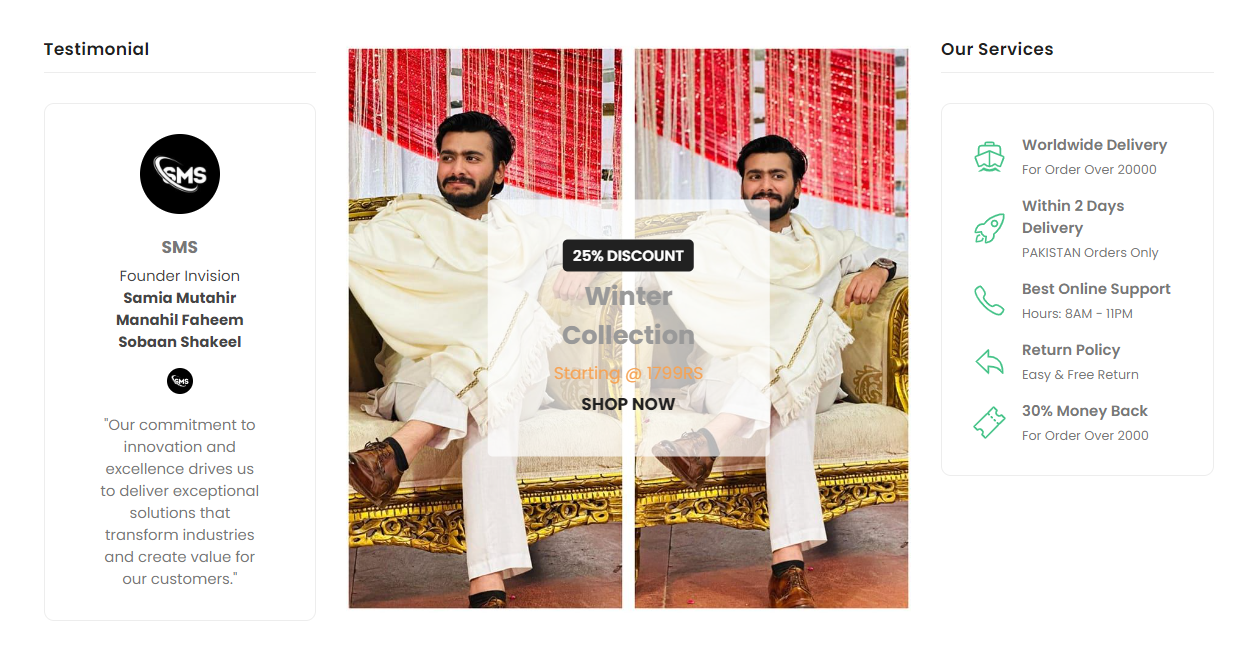 Testimonial
SMS
SMS
Founder Invision
Samia Mutahir
Manahil Faheem
Sobaan Shakeel
SMS
"Our commitment to
innovation and
excellence drives us
to deliver exceptional
solutions that
transform industries
and create value for
our customers."
25% DISCOUNT
Winter
Collection
Starting @ 1799RS
SHOP NOW
Our Services
Worldwide Delivery
For Order Over 20000
Within 2 Days
Delivery
PAKISTAN Orders Only
Best Online Support
Hours: 8AM - 11PM
Return Policy
Easy & Free Return
30% Money Back
For Order Over 2000